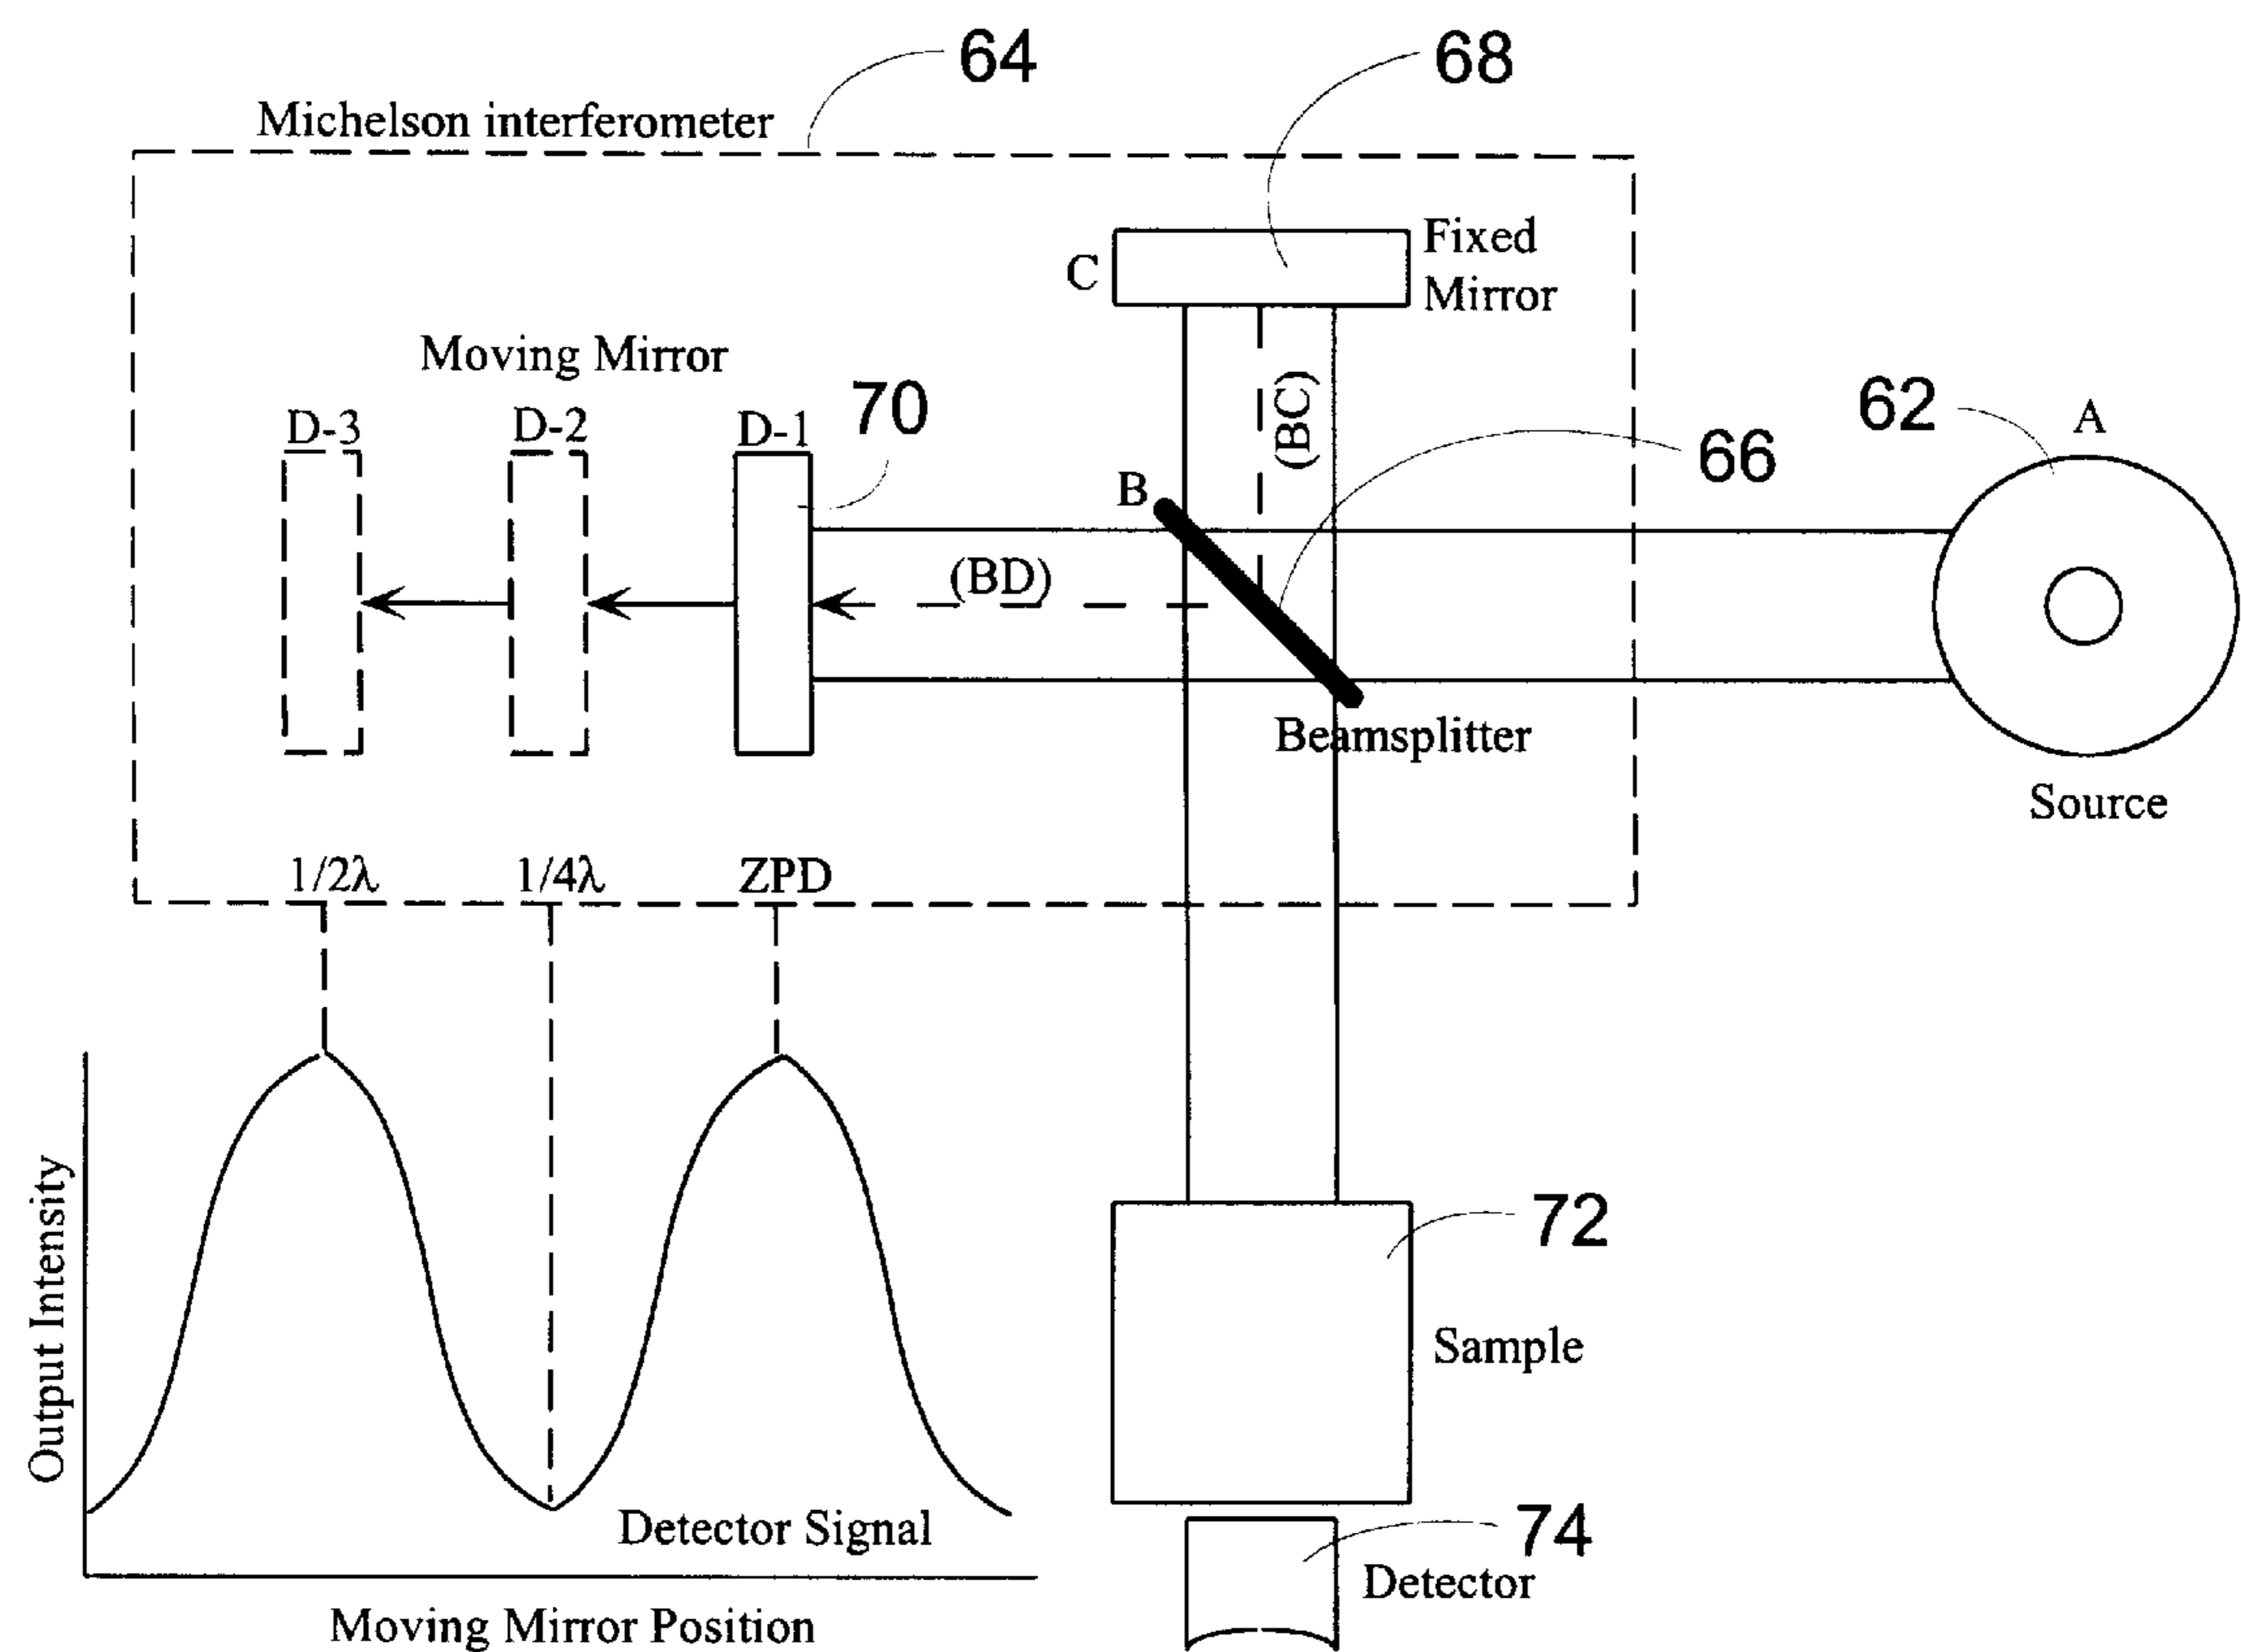 64
68
Michelson interferometer
Fixed
Mirror
C
Moving Mirror
70
62
A
D-3
D-2
D-1
(BC)
66
B
(BD)
Beamsplitter
Source
1/2λ
1/4λ
ZPD
72
Output Intensity
Sample
Detector Signal
74
Detector
Moving Mirror Position